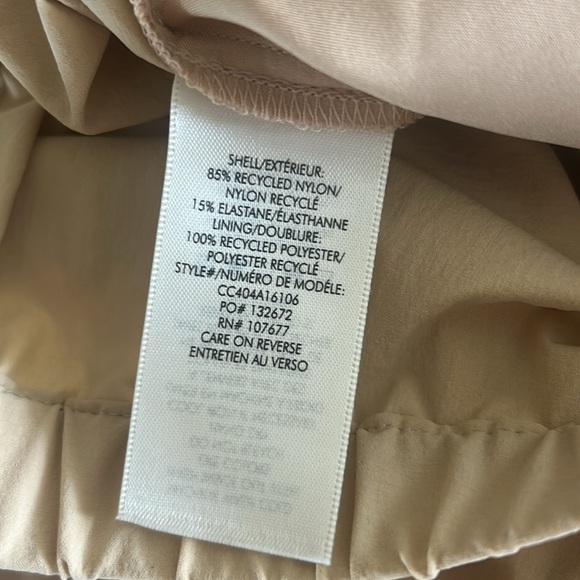 SHELL/EXTÉRIEUR:
85% RECYCLED NYLON/
NYLON RECYCLÉ
15% ELASTANE/ÉLASTHANNE
LINING/DOUBLURE:
100% RECYCLED POLYESTER/
POLYESTER RECYCLÉ
STYLE#/NUMÉRO DE MODÉLE:
CC404A16106
PO# 132672
RN# 107677
CARE ON REVERSE
ENTRETIEN AU VERSO